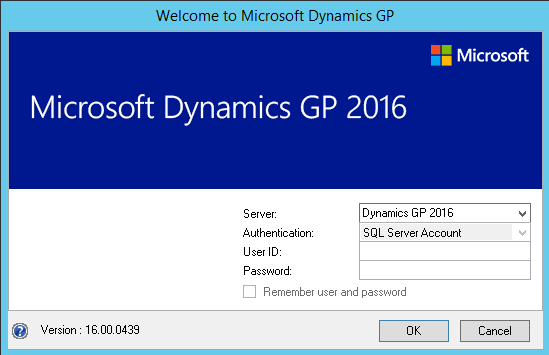 Welcome to Microsoft Dynamics GP
Microsoft
Microsoft Dynamics GP 2016
Server: Dynamics GP 2016
Authentication: SQL Server Account
User ID:
Password:
Remember user and password
? Version : 16.00.0439 OK Cancel